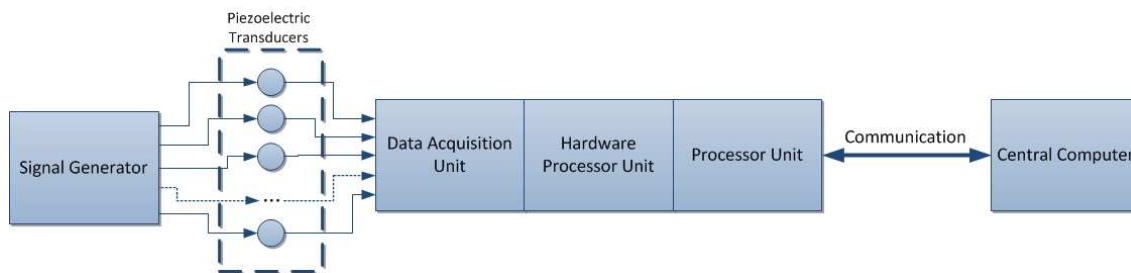 Piezoelectric
Transducers
Signal Generator
...
Data Acquisition
Unit
Hardware
Processor Unit
Processor Unit
Communication
Central Computer